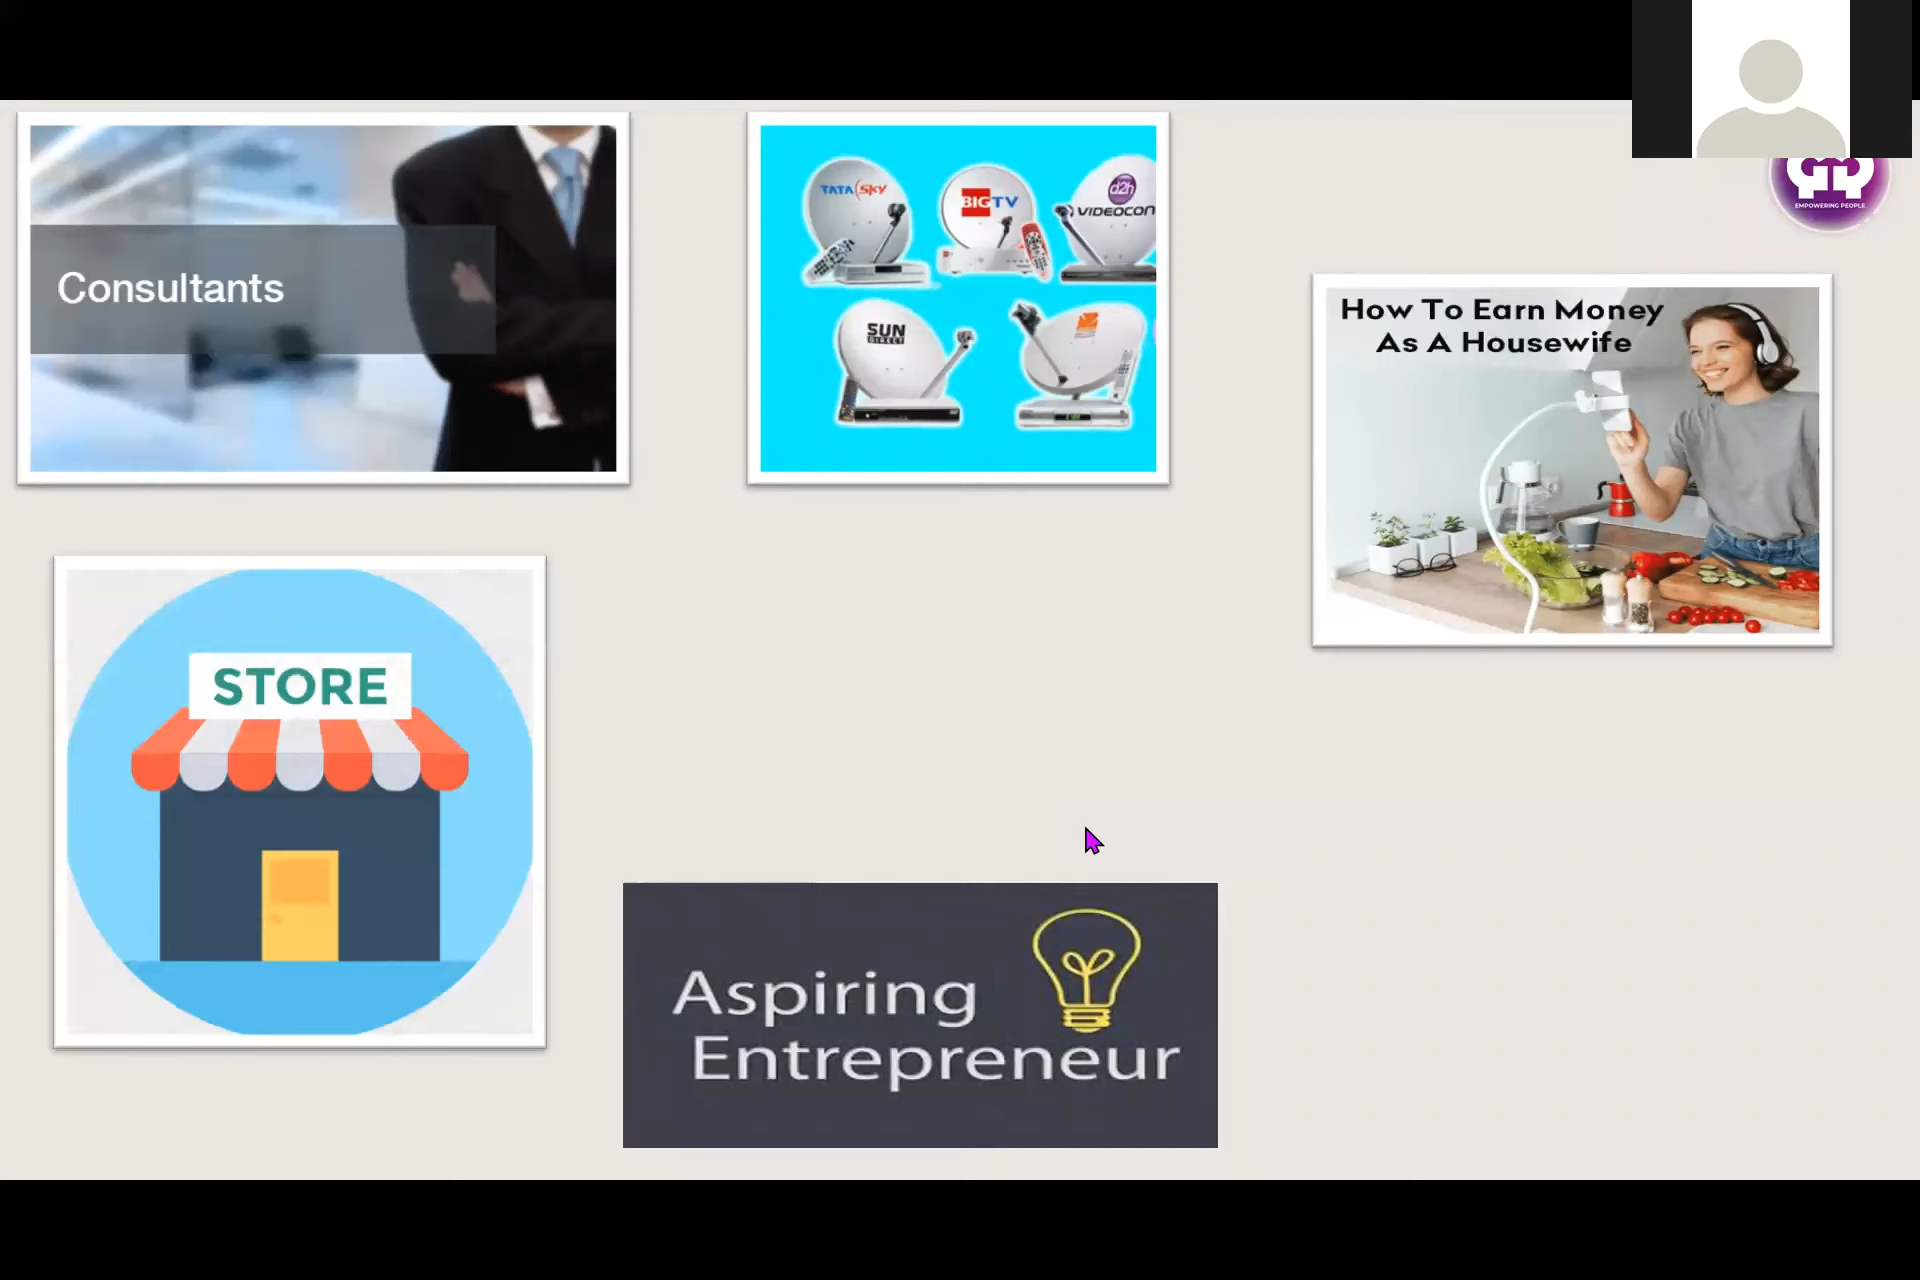 Consultants
TATA SKY
BIG TV
d2h
VIDEOCON
SUN
DIRECT
EMPOWERING PEOPLE
How To Earn Money
As A Housewife
STORE
Aspiring
Entrepreneur